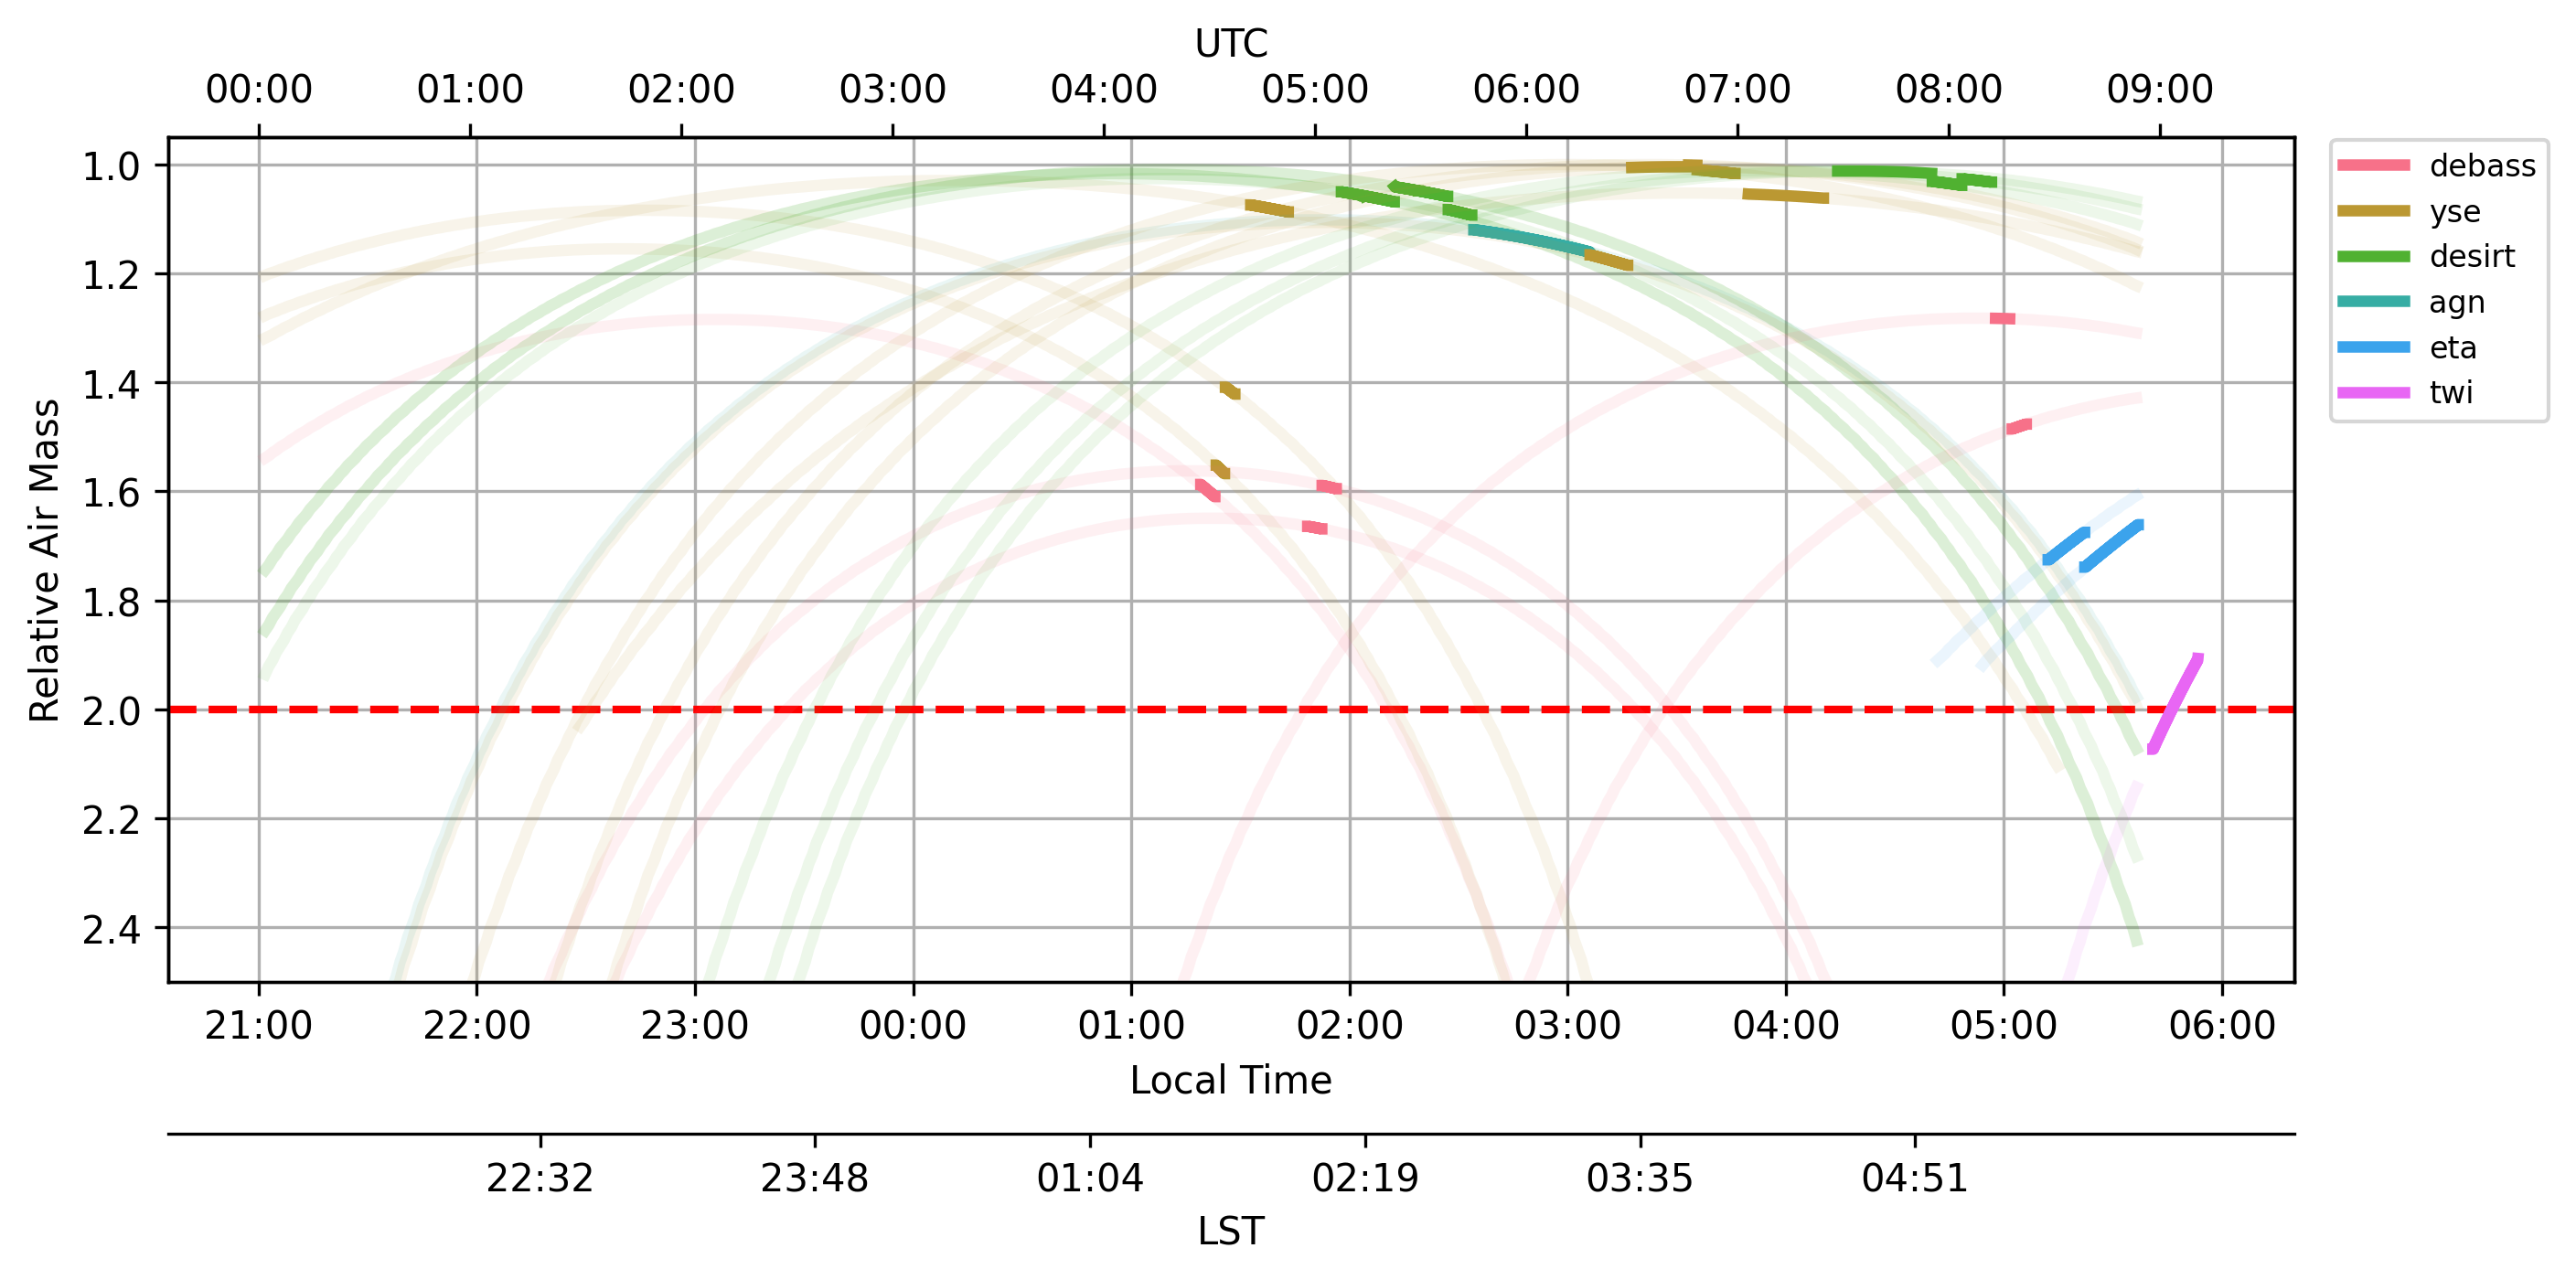 UTC
00:00 01:00 02:00 03:00 04:00 05:00 06:00 07:00 08:00 09:00
debass
yse
desirt
agn
eta
twi
Relative Air Mass
1.0
1.2
1.4
1.6
1.8
2.0
2.2
2.4
21:00 22:00 23:00 00:00 01:00 02:00 03:00 04:00 05:00 06:00
Local Time
22:32 23:48 01:04 02:19 03:35 04:51
LST